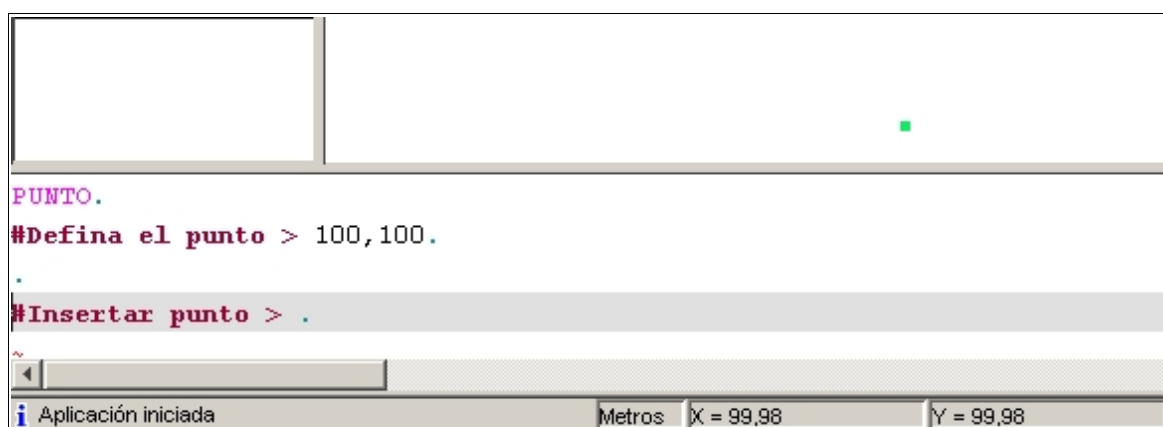 PUNTO.
#Defina el punto > 100,100.
.
#Insertar punto > .
~
Aplicación iniciada Metros X = 99,98 Y = 99,98